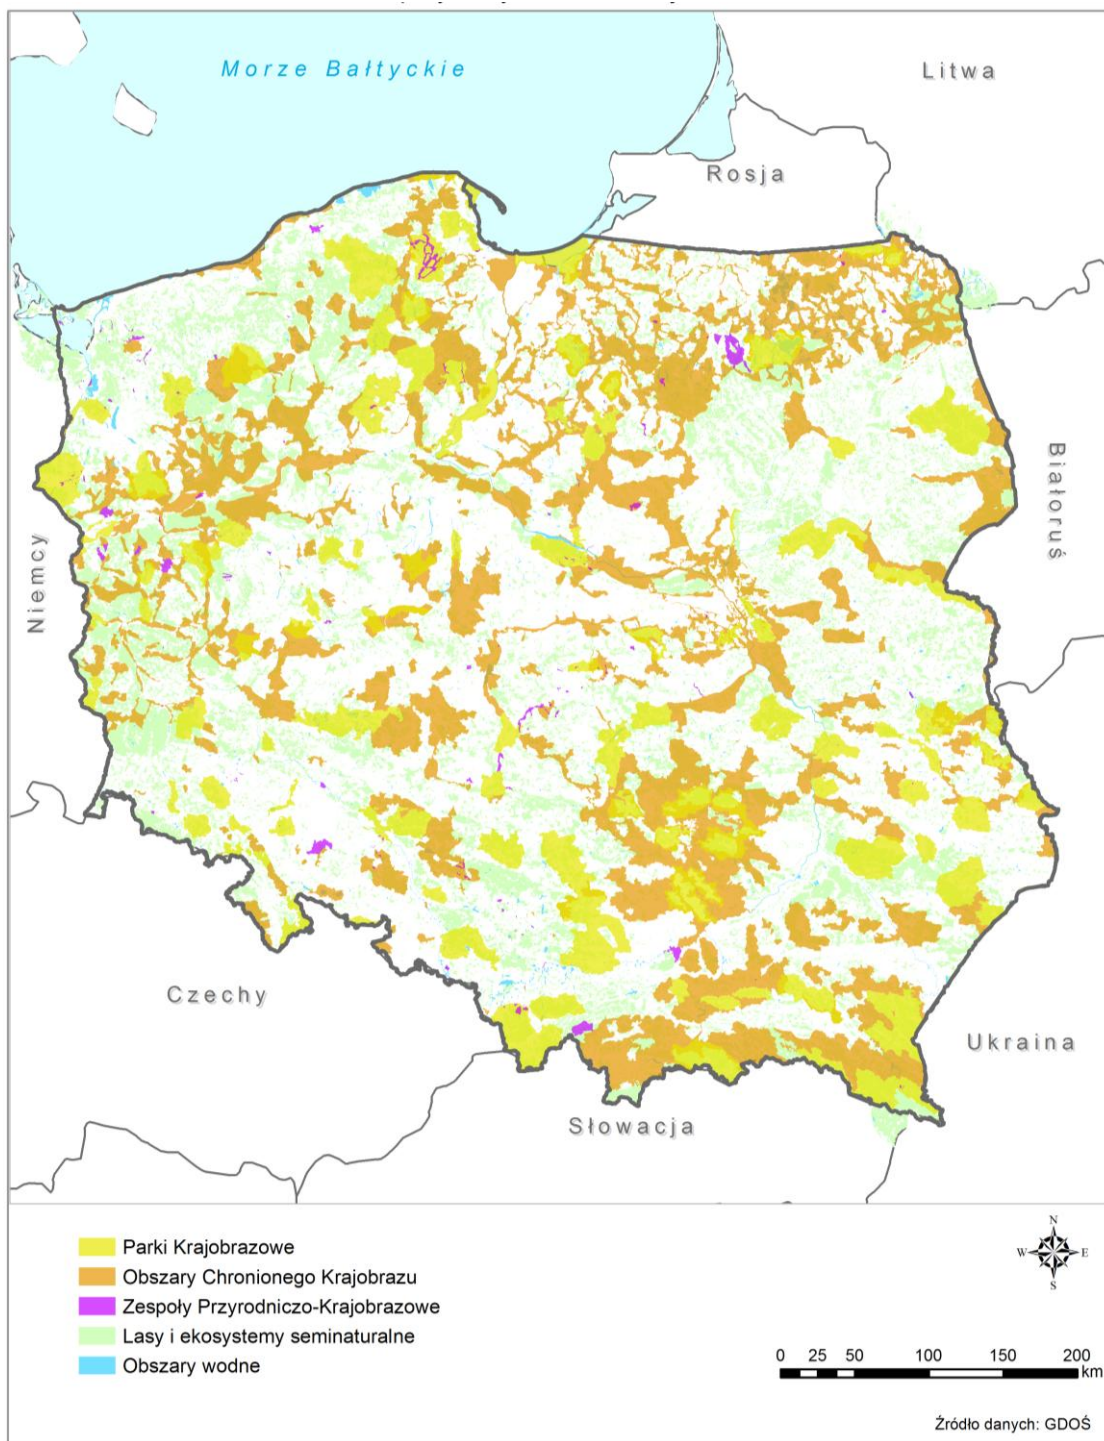 Morze Bałtyckie
Litwa
Rosja
Białoruś
Niemcy
Czechy
Ukraina
Słowacja
Parki Krajobrazowe
Obszary Chronionego Krajobrazu
Zespoły Przyrodniczo-Krajobrazowe
Lasy i ekosystemy seminaturalne
Obszary wodne
N
W E
S
0 25 50 100 150 200
km
Źródło danych: GDOŚ